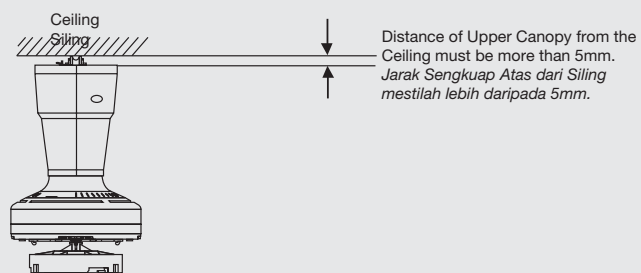 Ceiling
Siling
Distance of Upper Canopy from the
Ceiling must be more than 5mm.
Jarak Sengkuap Atas dari Siling
mestilah lebih daripada 5mm.